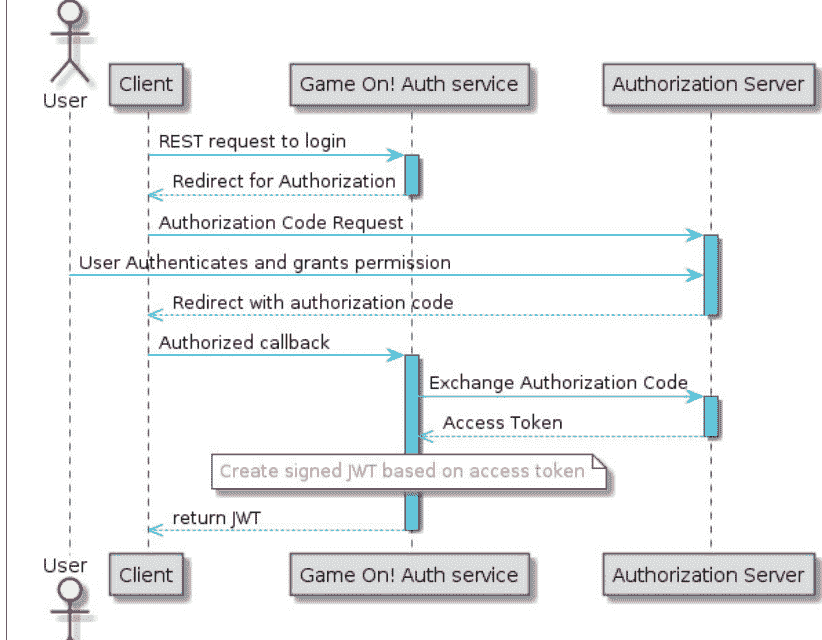 User
Client
Game On! Auth service
Authorization Server
REST request to login
Redirect for Authorization
Authorization Code Request
User Authenticates and grants permission
Redirect with authorization code
Authorized callback
Exchange Authorization Code
Access Token
Create signed JWT based on access token
return JWT
User
Client
Game On! Auth service
Authorization Server